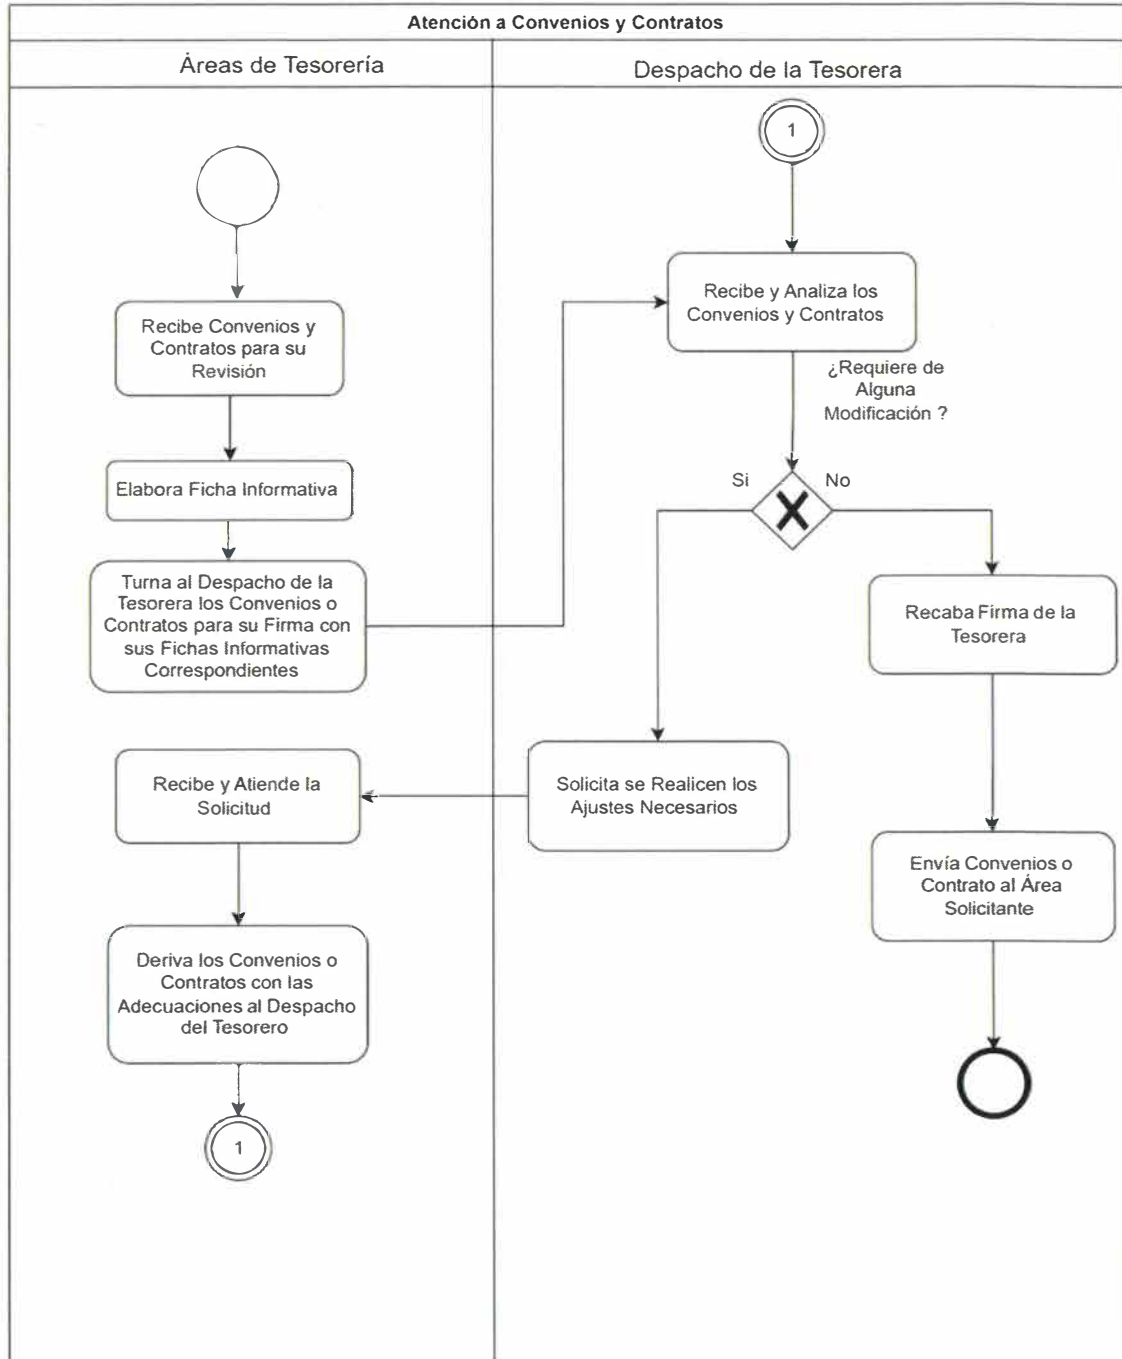 Atención a Convenios y Contratos
Áreas de Tesorería
Despacho de la Tesorera
1
Recibe y Analiza los
Convenios y Contratos
Recibe Convenios y
Contratos para su
Revisión
¿Requiere de
Alguna
Modificación ?
Elabora Ficha Informativa
Si
No
Turna al Despacho de la
Tesorera los Convenios o
Contratos para su Firma con
sus Fichas Informativas
Correspondientes
Recaba Firma de la
Tesorera
Recibe y Atiende la
Solicitud
Solicita se Realicen los
Ajustes Necesarios
Envía Convenios o
Contrato al Área
Solicitante
Deriva los Convenios o
Contratos con las
Adecuaciones al Despacho
del Tesorero
1